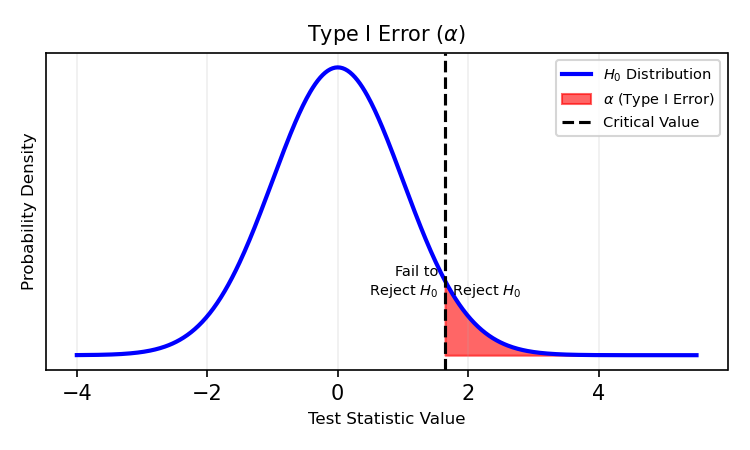 Type I Error (α)
H₀ Distribution
α (Type I Error)
Critical Value
Probability Density
Fail to
Reject H₀
Reject H₀
−4
−2
0
2
4
Test Statistic Value